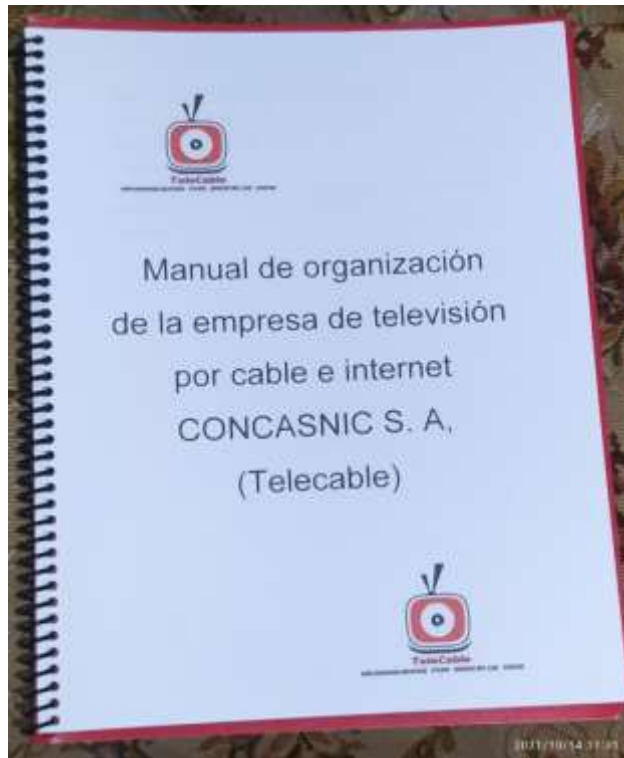 TeleCable
Manual de organización
de la empresa de televisión
por cable e internet
CONCASNIC S. A,
(Telecable)
TeleCable